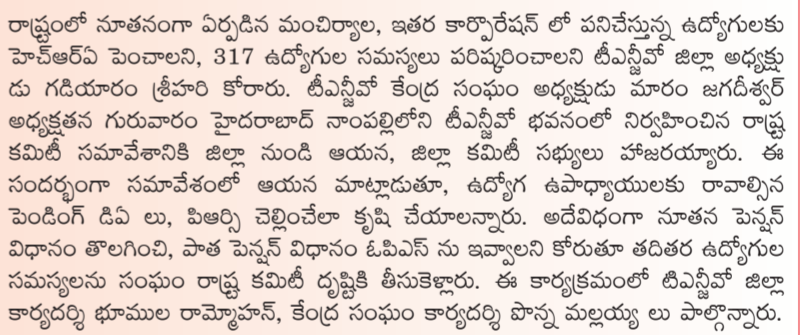 రాష్ట్రంలో నూతనంగా ఏర్పడిన మంచిర్యాల, ఇతర కార్పొరేషన్ లో పనిచేస్తున్న ఉద్యోగులకు
హెచ్ఆర్ఏ పెంచాలని, 317 ఉద్యోగుల సమస్యలు పరిష్కరించాలని టీఎన్జీవో జిల్లా అధ్యక్షు
డు గడియారం శ్రీహరి కోరారు. టీఎన్జీవో కేంద్ర సంఘం అధ్యక్షుడు మారం జగదీశ్వర్
అధ్యక్షతన గురువారం హైదరాబాద్ నాంపల్లిలోని టీఎన్జీవో భవనంలో నిర్వహించిన రాష్ట్ర
కమిటీ సమావేశానికి జిల్లా నుండి ఆయన, జిల్లా కమిటీ సభ్యులు హాజరయ్యారు. ఈ
సందర్భంగా సమావేశంలో ఆయన మాట్లాడుతూ, ఉద్యోగ ఉపాధ్యాయులకు రావాల్సిన
పెండింగ్ డిఏ లు, పిఆర్సి చెల్లించేలా కృషి చేయాలన్నారు. అదేవిధంగా నూతన పెన్షన్
విధానం తొలగించి, పాత పెన్షన్ విధానం ఓపిఎస్ ను ఇవ్వాలని కోరుతూ తదితర ఉద్యోగుల
సమస్యలను సంఘం రాష్ట్ర కమిటీ దృష్టికి తీసుకెళ్లారు. ఈ కార్యక్రమంలో టిఎన్జీవో జిల్లా
కార్యదర్శి భూముల రామ్మోహన్, కేంద్ర సంఘం కార్యదర్శి పొన్న మల్లయ్య లు పాల్గొన్నారు.